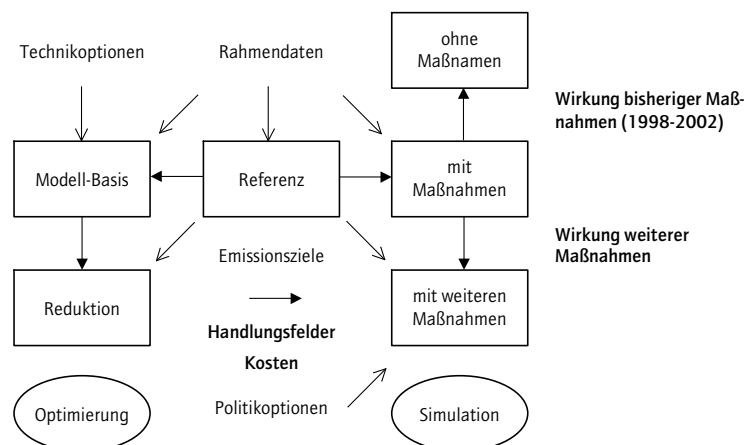 ohne
Maßnamen
Technikoptionen
Rahmendaten
Wirkung bisheriger Maß-
nahmen (1998-2002)
Modell-Basis
Referenz
mit
Maßnahmen
Wirkung weiterer
Maßnahmen
Emissionsziele
Reduktion
mit weiteren
Maßnahmen
Handlungsfelder
Kosten
Optimierung
Politikoptionen
Simulation